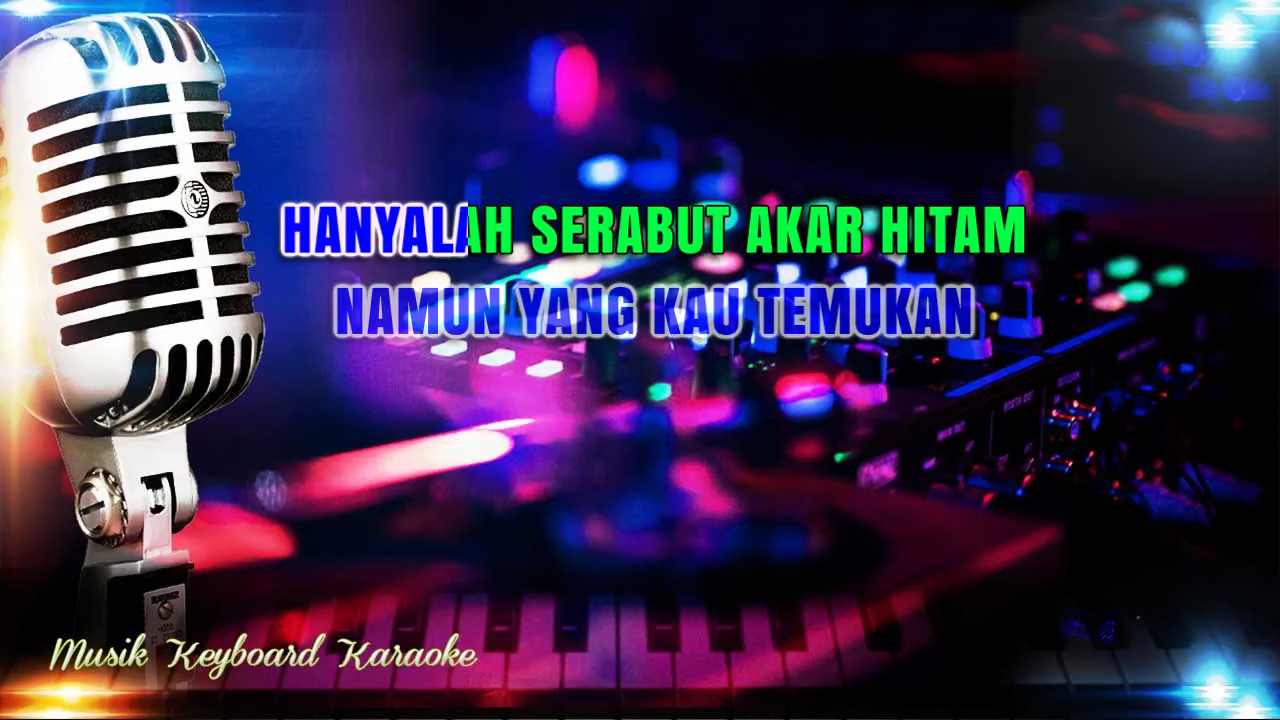 HANYALAH SERABUT AKAR HITAM
NAMUN YANG KAU TEMUKAN
Musik Keyboard Karaoke